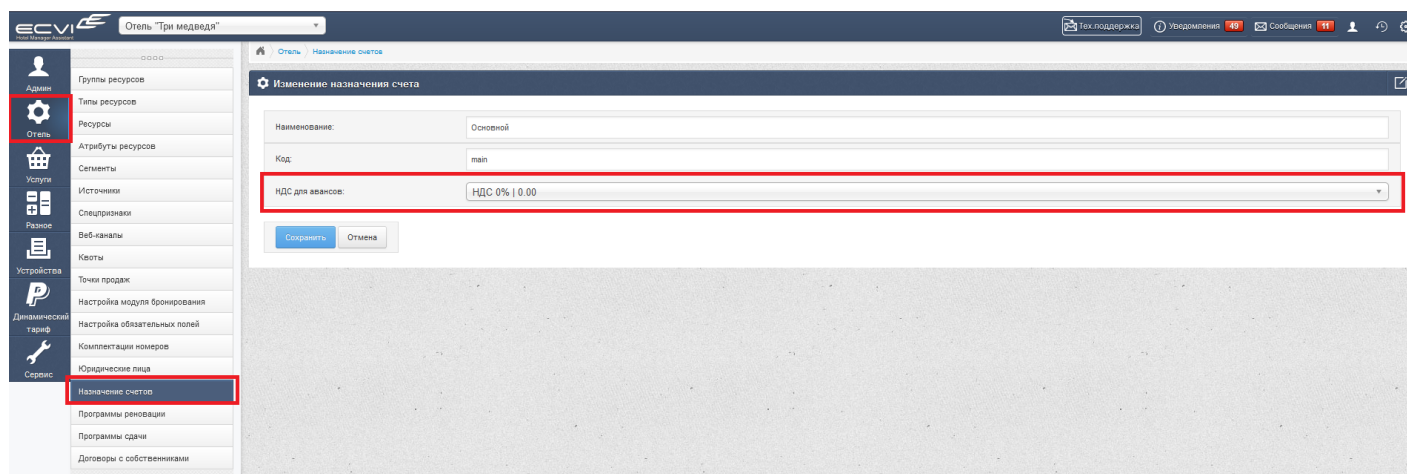 ECVI
Hotel Manager Assistant
Отель "Три медведя"
Тех.поддержка
Уведомления 49
Сообщения 11
Отель
Назначение счетов
Админ
Отель
Услуги
Разное
Устройства
Динамический
тариф
Сервис
Группы ресурсов
Типы ресурсов
Ресурсы
Атрибуты ресурсов
Сегменты
Источники
Спецпризнаки
Веб-каналы
Квоты
Точки продаж
Настройка модуля бронирования
Настройка обязательных полей
Комплектации номеров
Юридические лица
Назначение счетов
Программы реновации
Программы сдачи
Договоры с собственниками
Изменение назначения счета
Наименование: Основной
Код: main
НДС для авансов: НДС 0% | 0.00
Сохранить Отмена